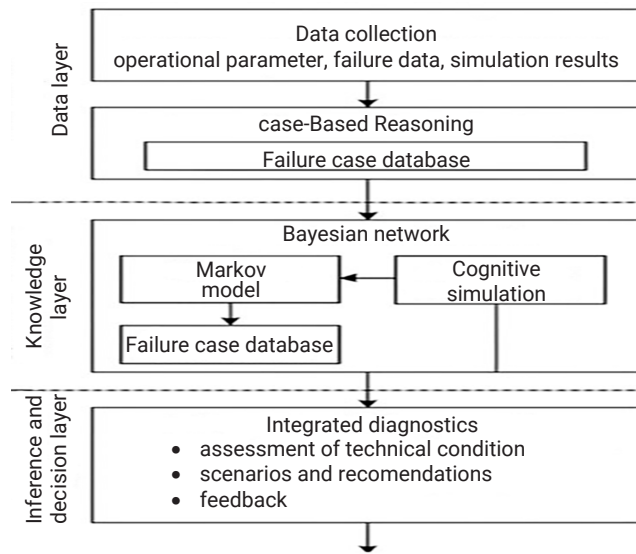 Data layer
Data collection
operational parameter, failure data, simulation results
case-Based Reasoning
Failure case database
Knowledge
layer
Bayesian network
Markov
model
Cognitive
simulation
Failure case database
Inference and
decision layer
Integrated diagnostics
• assessment of technical condition
• scenarios and recomendations
• feedback